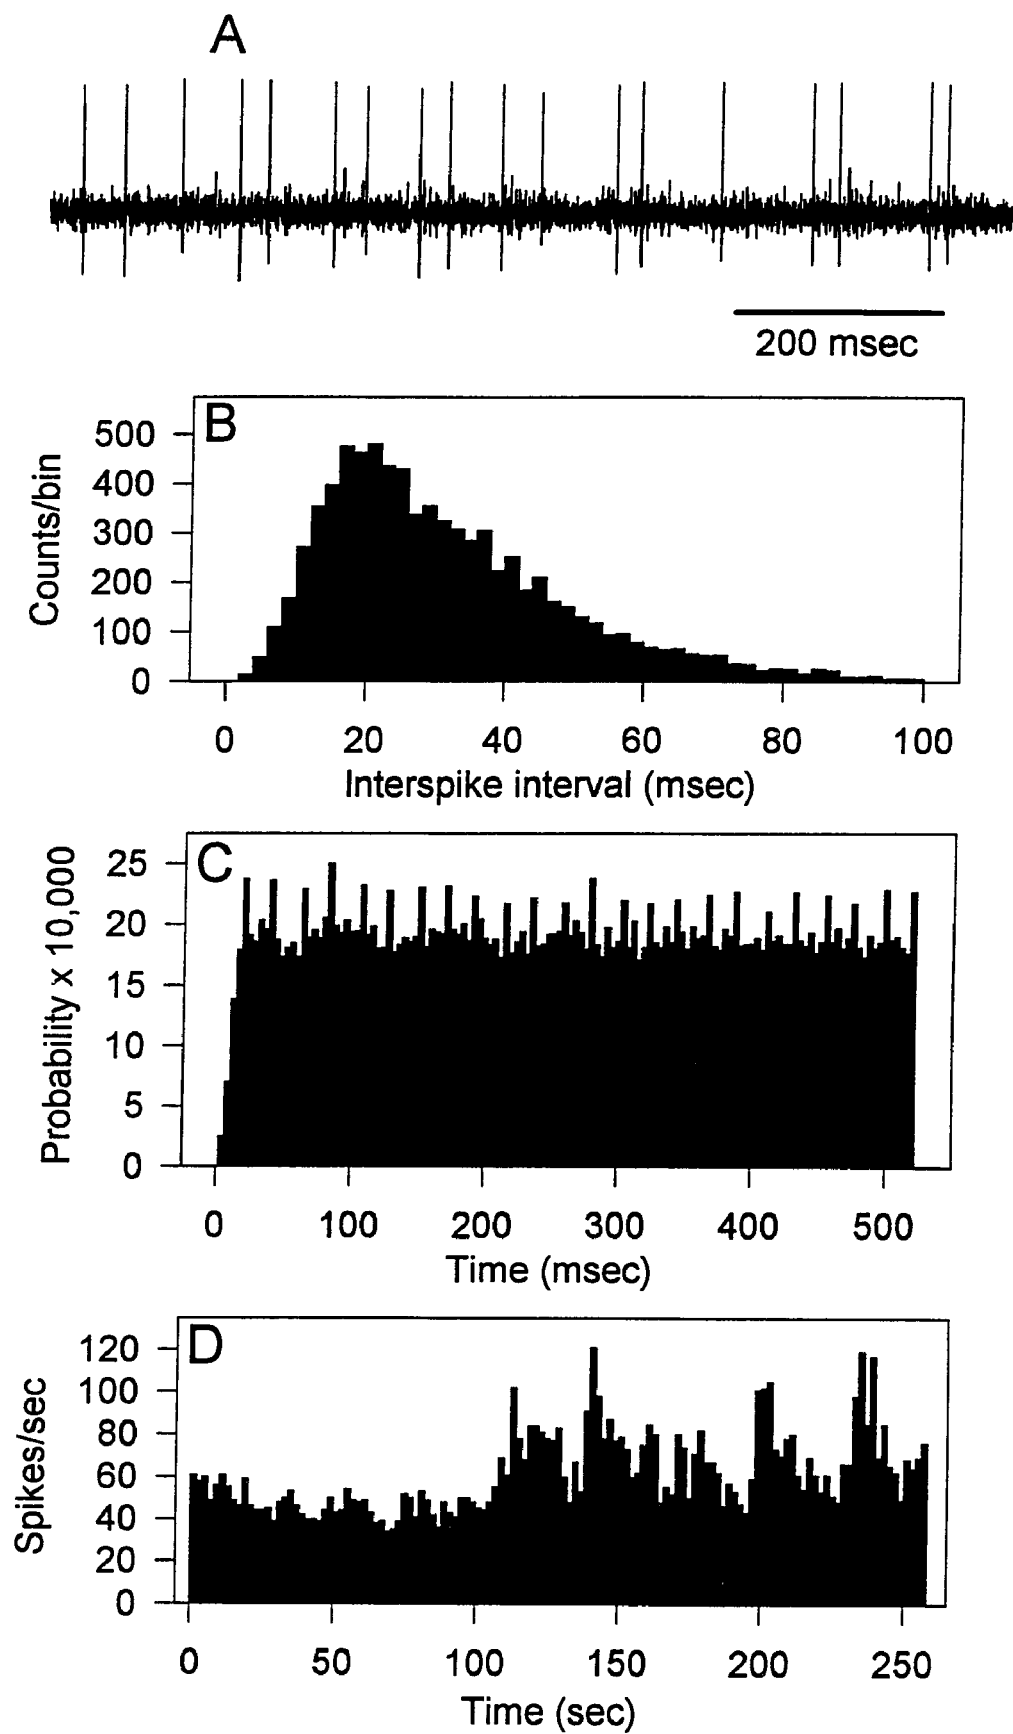 A
200 msec
B
500
400
300
200
100
0
Counts/bin
0 20 40 60 80 100
Interspike interval (msec)
C
25
20
15
10
5
0
Probability x 10,000
0 100 200 300 400 500
Time (msec)
D
120
100
80
60
40
20
0
Spikes/sec
0 50 100 150 200 250
Time (sec)